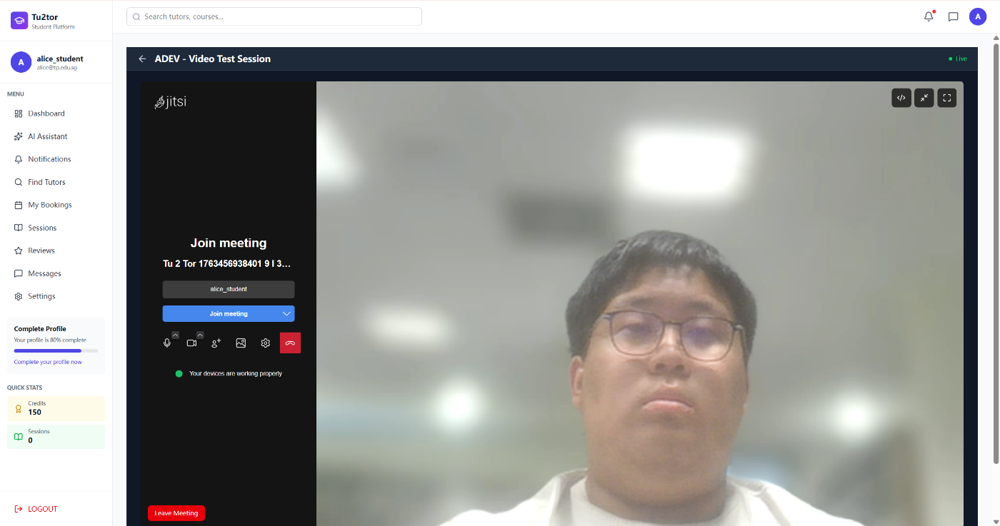 Tu2tor
Student Platform
Search tutors, courses...
A
A
alice_student
alice@tp.edu.sg
MENU
Dashboard
AI Assistant
Notifications
Find Tutors
My Bookings
Sessions
Reviews
Messages
Settings
Complete Profile
Your profile is 80% complete
Complete your profile now
QUICK STATS
Credits
150
Sessions
0
LOGOUT
ADEV - Video Test Session
Live
jitsi
Join meeting
Tu 2 Tor 1763456938401 9 I 3...
alice_student
Join meeting
Your devices are working properly
Leave Meeting